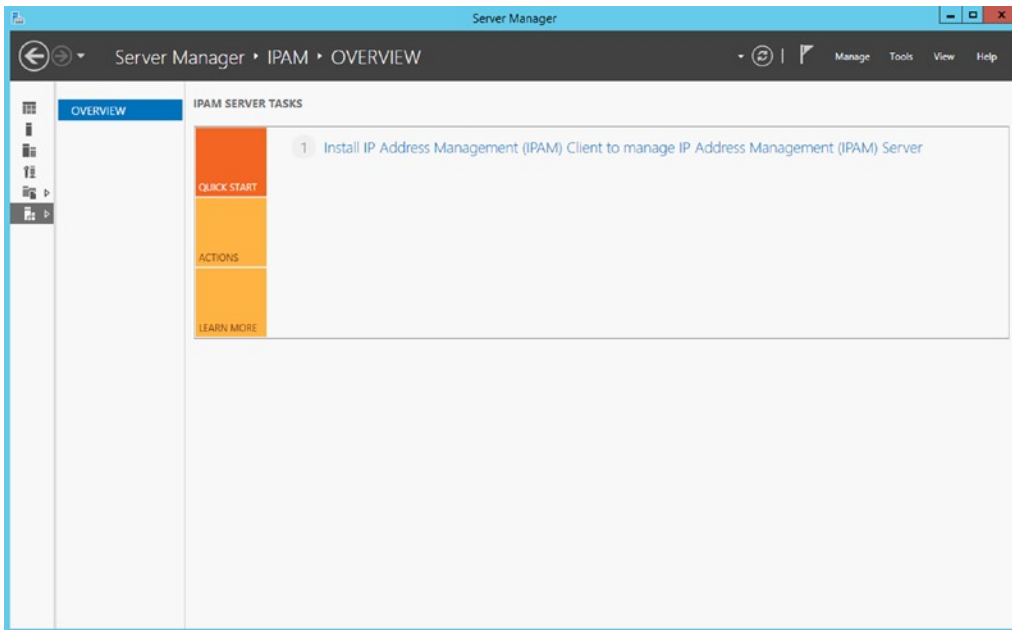 Server Manager
Server Manager ‣ IPAM ‣ OVERVIEW
Manage Tools View Help
OVERVIEW
IPAM SERVER TASKS
1 Install IP Address Management (IPAM) Client to manage IP Address Management (IPAM) Server
QUICK START
ACTIONS
LEARN MORE